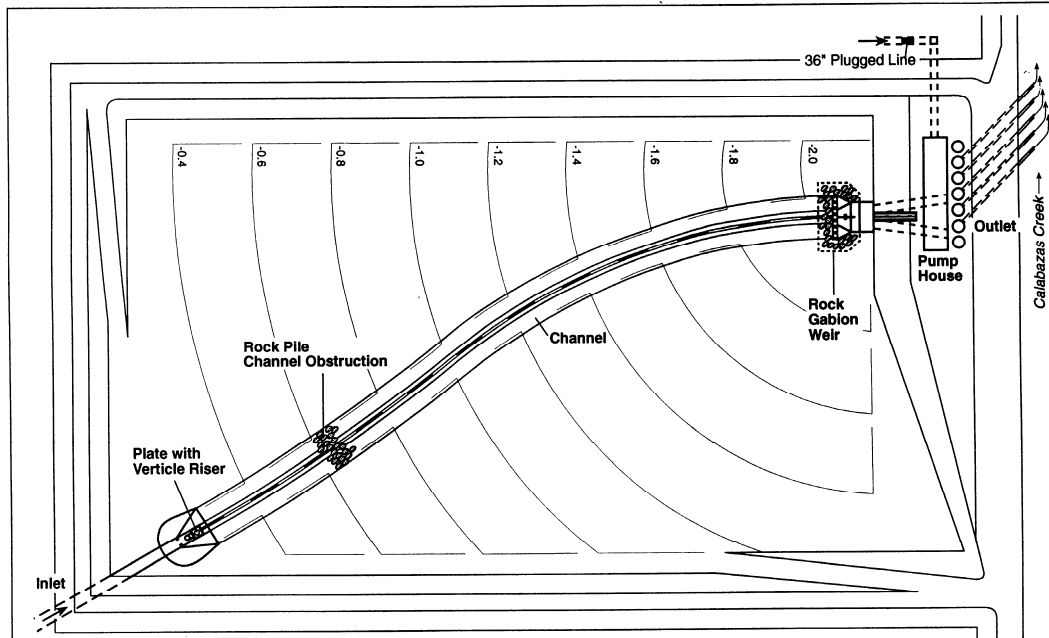 36" Plugged Line
-0.4
-0.6
-0.8
-1.0
-1.2
-1.4
-1.6
-1.8
-2.0
Outlet
Calabazas Creek
Pump
House
Rock
Gabion
Weir
Channel
Rock Pile
Channel Obstruction
Plate with
Verticle Riser
Inlet